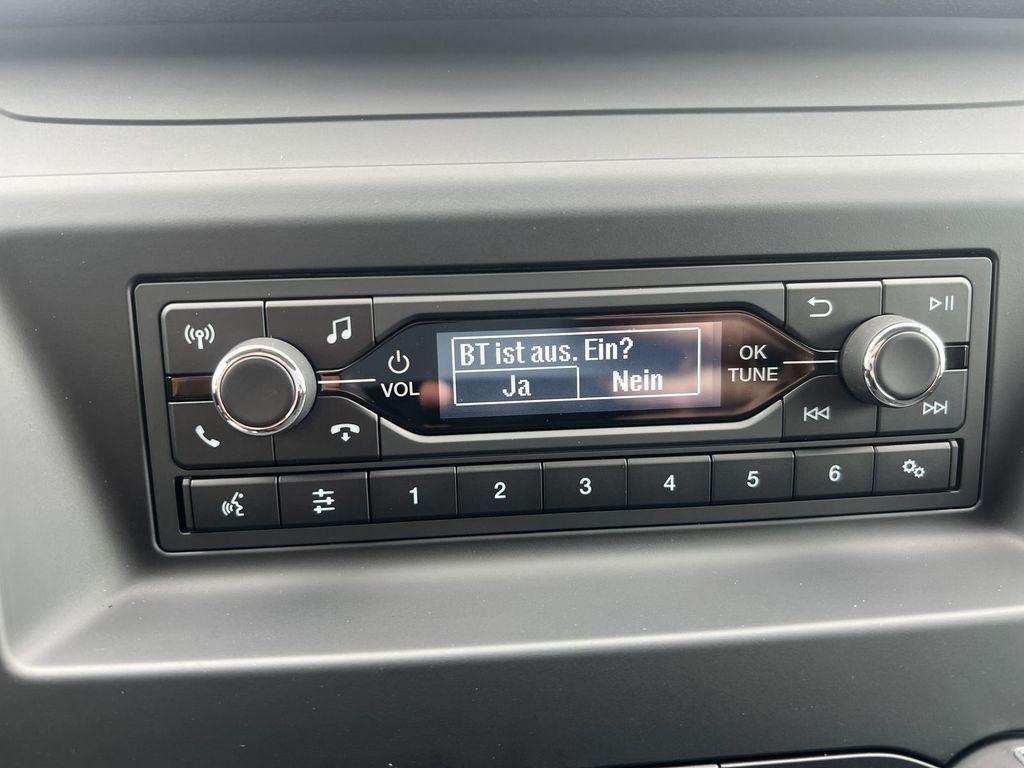 BT ist aus. Ein?
Ja Nein
VOL
OK
TUNE
1 2 3 4 5 6